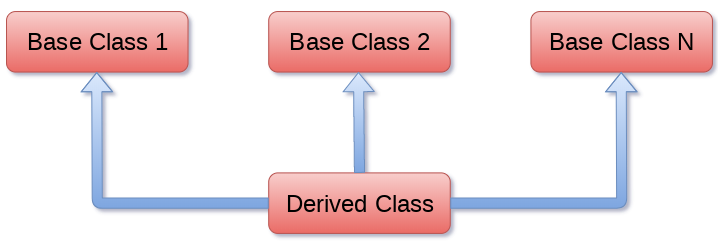 Base Class 1
Base Class 2
Base Class N
Derived Class